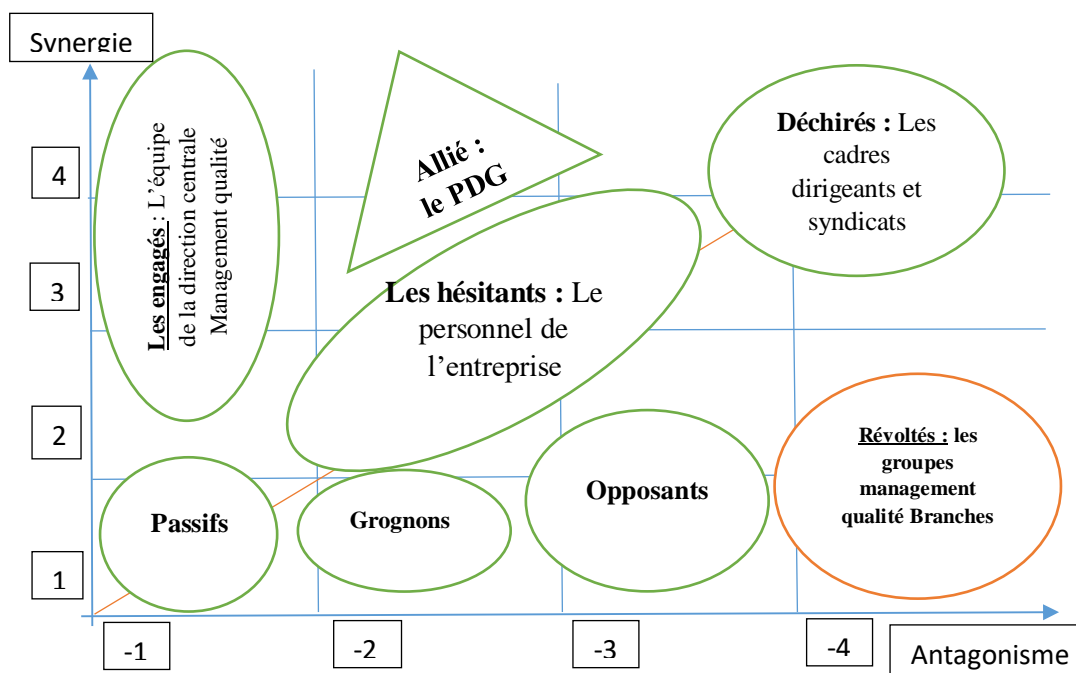 Synergie
4
3
2
1
Les engagés : L'équipe
de la direction centrale
Management qualité
Allié :
le PDG
Déchirés : Les
cadres
dirigeants et
syndicats
Les hésitants : Le
personnel de
l'entreprise
Passifs
Grognons
Opposants
Révoltés : les
groupes
management
qualité Branches
-1
-2
-3
-4
Antagonisme